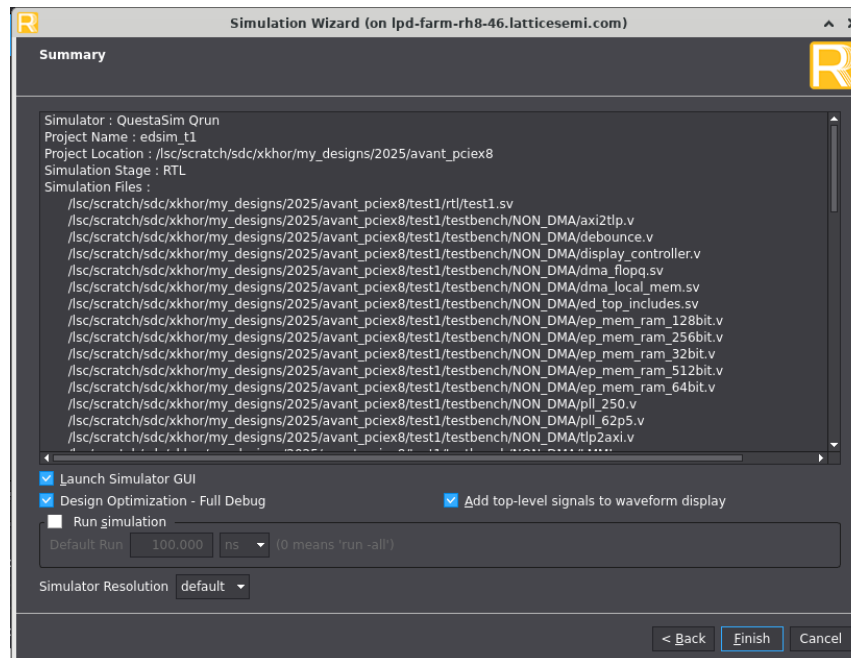 Simulation Wizard (on lpd-farm-rh8-46.latticesemi.com)
Summary
Simulator : QuestaSim Qrun
Project Name : edsim_t1
Project Location : /lsc/scratch/sdc/xkhor/my_designs/2025/avant_pciex8
Simulation Stage : RTL
Simulation Files :
/lsc/scratch/sdc/xkhor/my_designs/2025/avant_pciex8/test1/rtl/test1.sv
/lsc/scratch/sdc/xkhor/my_designs/2025/avant_pciex8/test1/testbench/NON_DMA/axi2tlp.v
/lsc/scratch/sdc/xkhor/my_designs/2025/avant_pciex8/test1/testbench/NON_DMA/debounce.v
/lsc/scratch/sdc/xkhor/my_designs/2025/avant_pciex8/test1/testbench/NON_DMA/display_controller.v
/lsc/scratch/sdc/xkhor/my_designs/2025/avant_pciex8/test1/testbench/NON_DMA/dma_flopq.sv
/lsc/scratch/sdc/xkhor/my_designs/2025/avant_pciex8/test1/testbench/NON_DMA/dma_local_mem.sv
/lsc/scratch/sdc/xkhor/my_designs/2025/avant_pciex8/test1/testbench/NON_DMA/ed_top_includes.sv
/lsc/scratch/sdc/xkhor/my_designs/2025/avant_pciex8/test1/testbench/NON_DMA/ep_mem_ram_128bit.v
/lsc/scratch/sdc/xkhor/my_designs/2025/avant_pciex8/test1/testbench/NON_DMA/ep_mem_ram_256bit.v
/lsc/scratch/sdc/xkhor/my_designs/2025/avant_pciex8/test1/testbench/NON_DMA/ep_mem_ram_32bit.v
/lsc/scratch/sdc/xkhor/my_designs/2025/avant_pciex8/test1/testbench/NON_DMA/ep_mem_ram_512bit.v
/lsc/scratch/sdc/xkhor/my_designs/2025/avant_pciex8/test1/testbench/NON_DMA/ep_mem_ram_64bit.v
/lsc/scratch/sdc/xkhor/my_designs/2025/avant_pciex8/test1/testbench/NON_DMA/pll_250.v
/lsc/scratch/sdc/xkhor/my_designs/2025/avant_pciex8/test1/testbench/NON_DMA/pll_62p5.v
/lsc/scratch/sdc/xkhor/my_designs/2025/avant_pciex8/test1/testbench/NON_DMA/tlp2axi.v
Launch Simulator GUI
Design Optimization - Full Debug
Add top-level signals to waveform display
Run simulation
Default Run 100.000 ns (0 means 'run -all')
Simulator Resolution default
< Back Finish Cancel